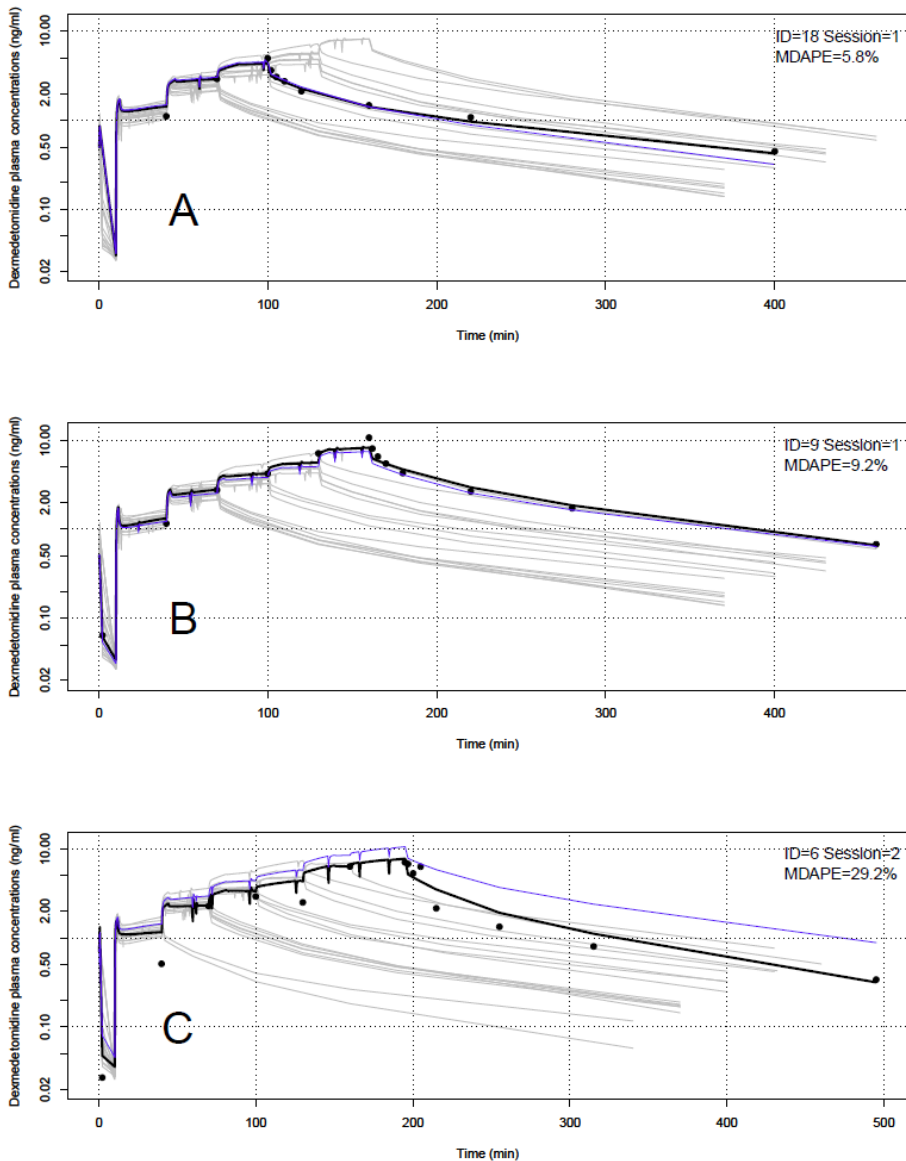 Dexmedetomidine plasma concentrations (ng/ml)
10.00
2.00
0.50
0.10
0.02
ID=18 Session=1
MDAPE=5.8%
A
0
100
200
300
400
Time (min)
Dexmedetomidine plasma concentrations (ng/ml)
10.00
2.00
0.50
0.10
0.02
ID=9 Session=1
MDAPE=9.2%
B
0
100
200
300
400
Time (min)
Dexmedetomidine plasma concentrations (ng/ml)
10.00
2.00
0.50
0.10
0.02
ID=6 Session=2
MDAPE=29.2%
C
0
100
200
300
400
500
Time (min)